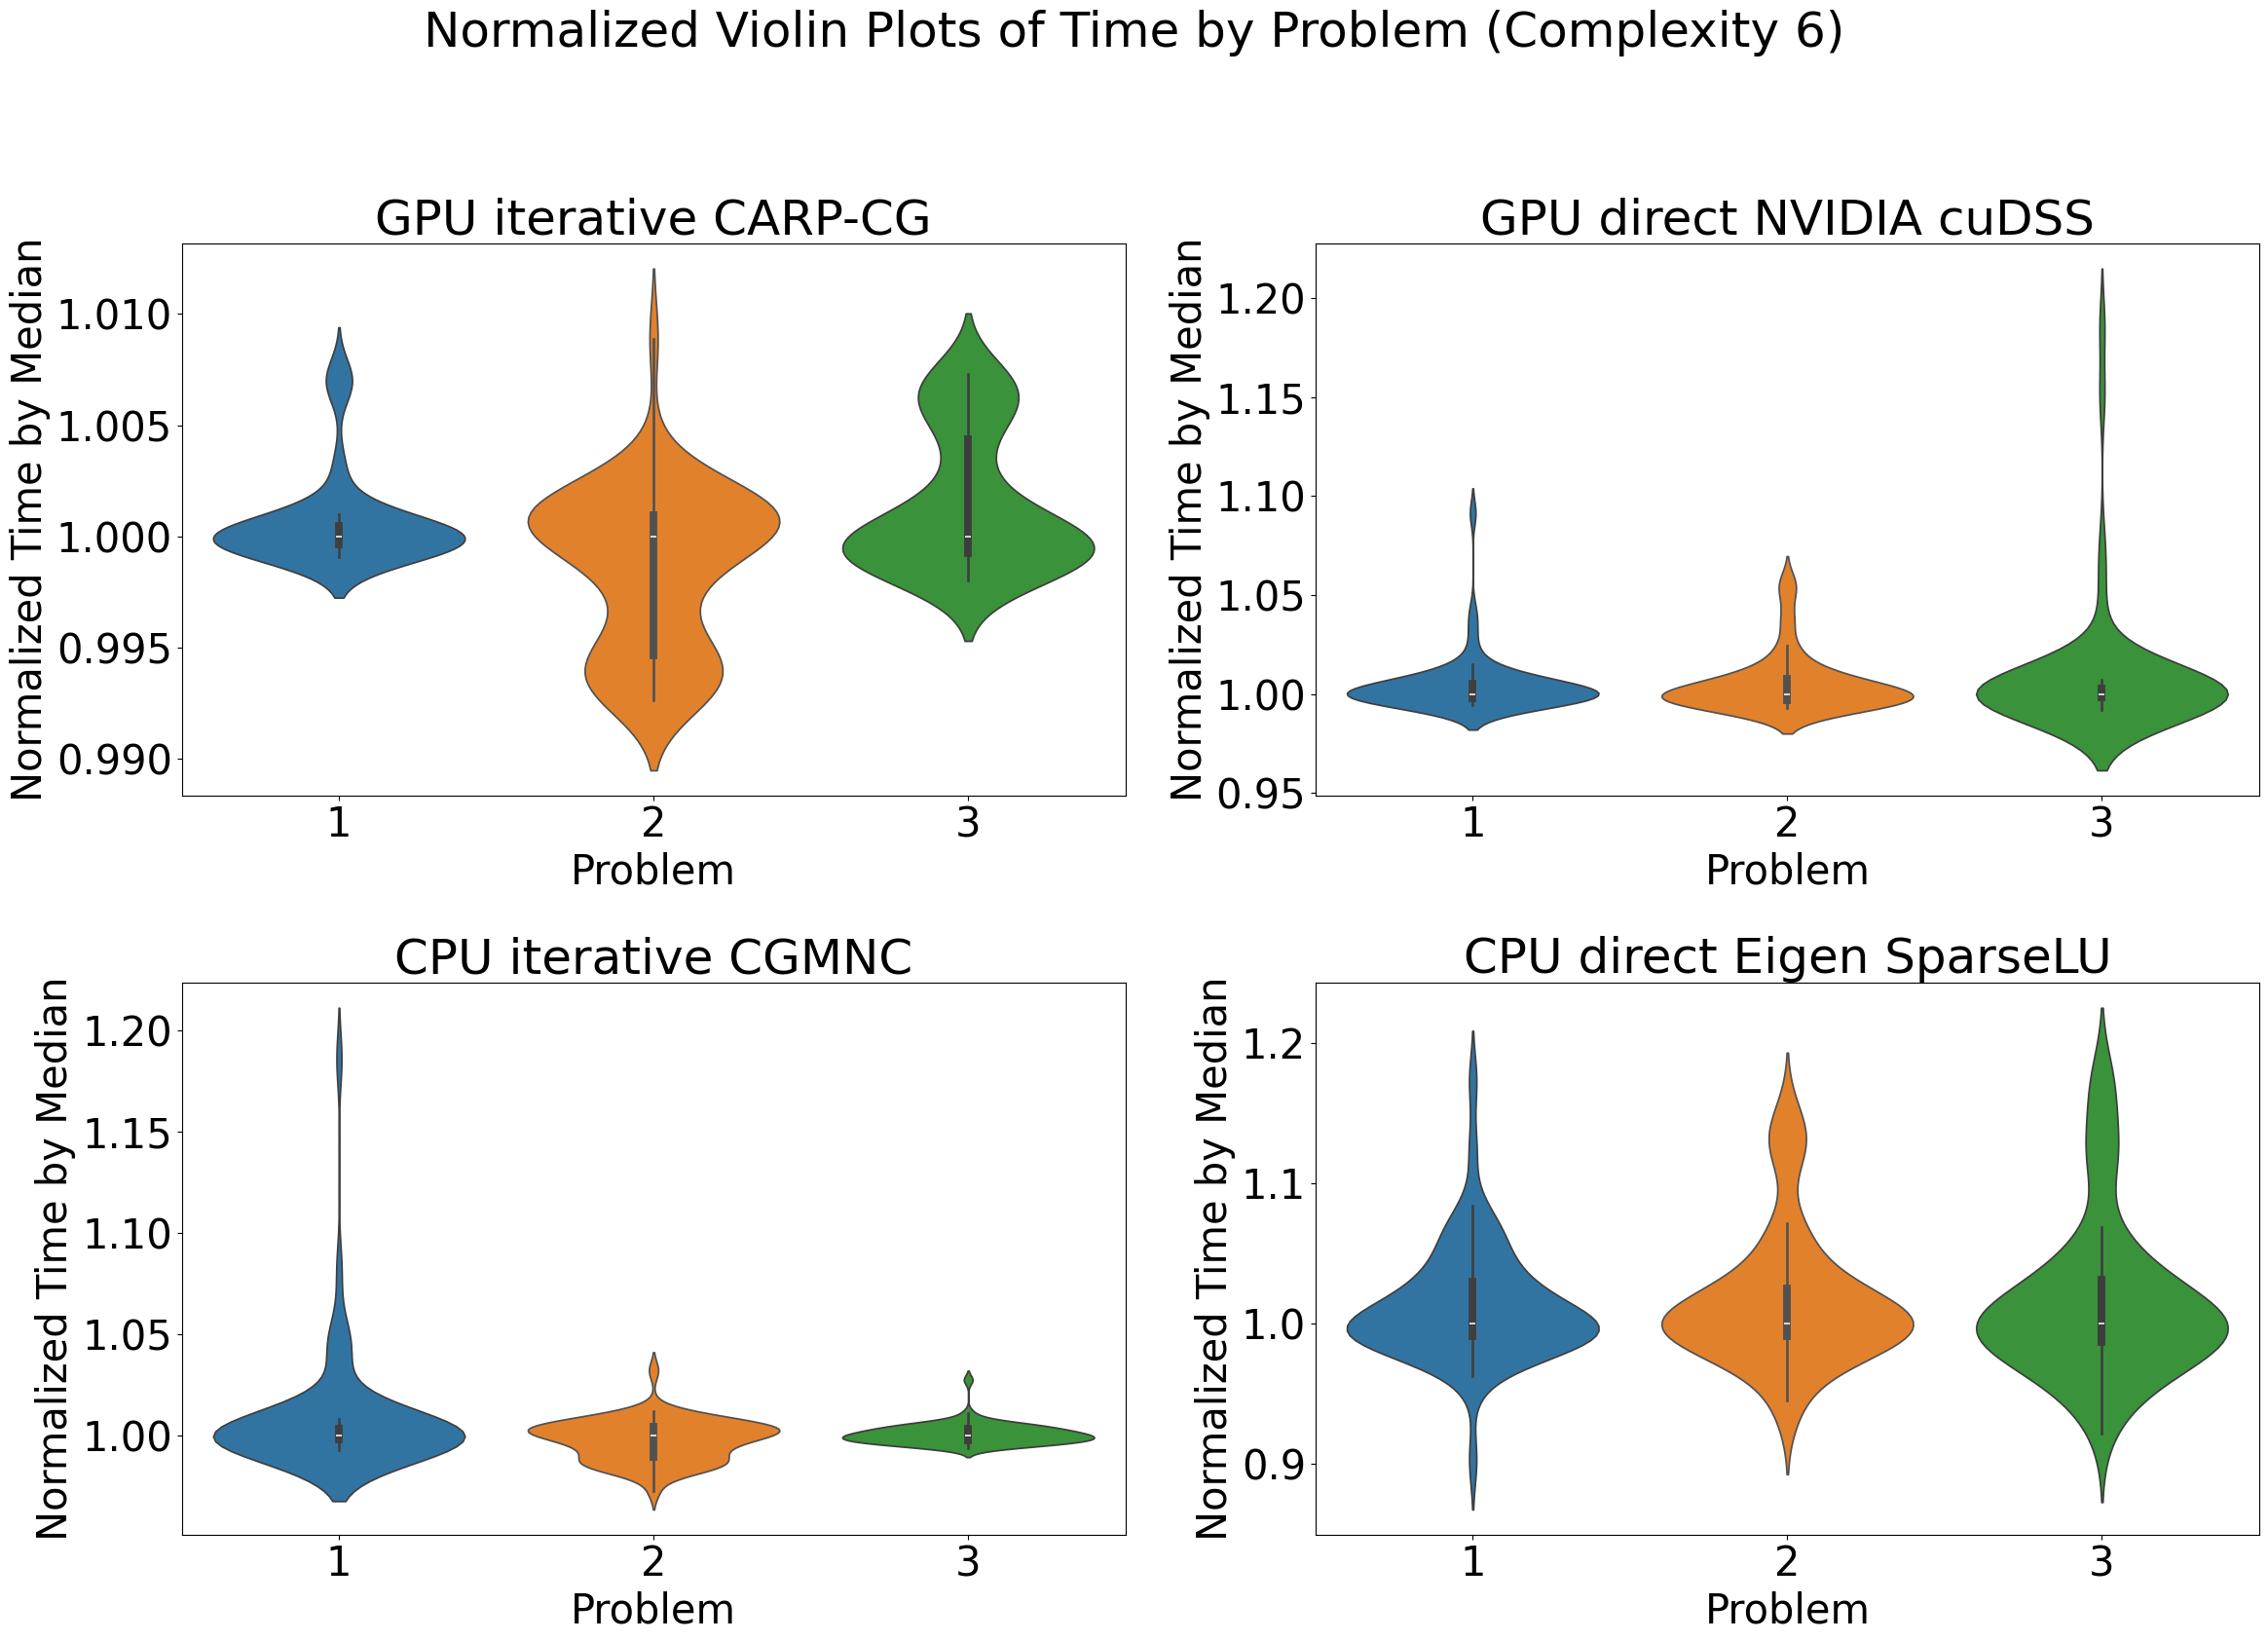 Normalized Violin Plots of Time by Problem (Complexity 6)
GPU iterative CARP-CG
Normalized Time by Median
1.010
1.005
1.000
0.995
0.990
1 2 3
Problem
GPU direct NVIDIA cuDSS
Normalized Time by Median
1.20
1.15
1.10
1.05
1.00
0.95
1 2 3
Problem
CPU iterative CGMNC
Normalized Time by Median
1.20
1.15
1.10
1.05
1.00
1 2 3
Problem
CPU direct Eigen SparseLU
Normalized Time by Median
1.2
1.1
1.0
0.9
1 2 3
Problem